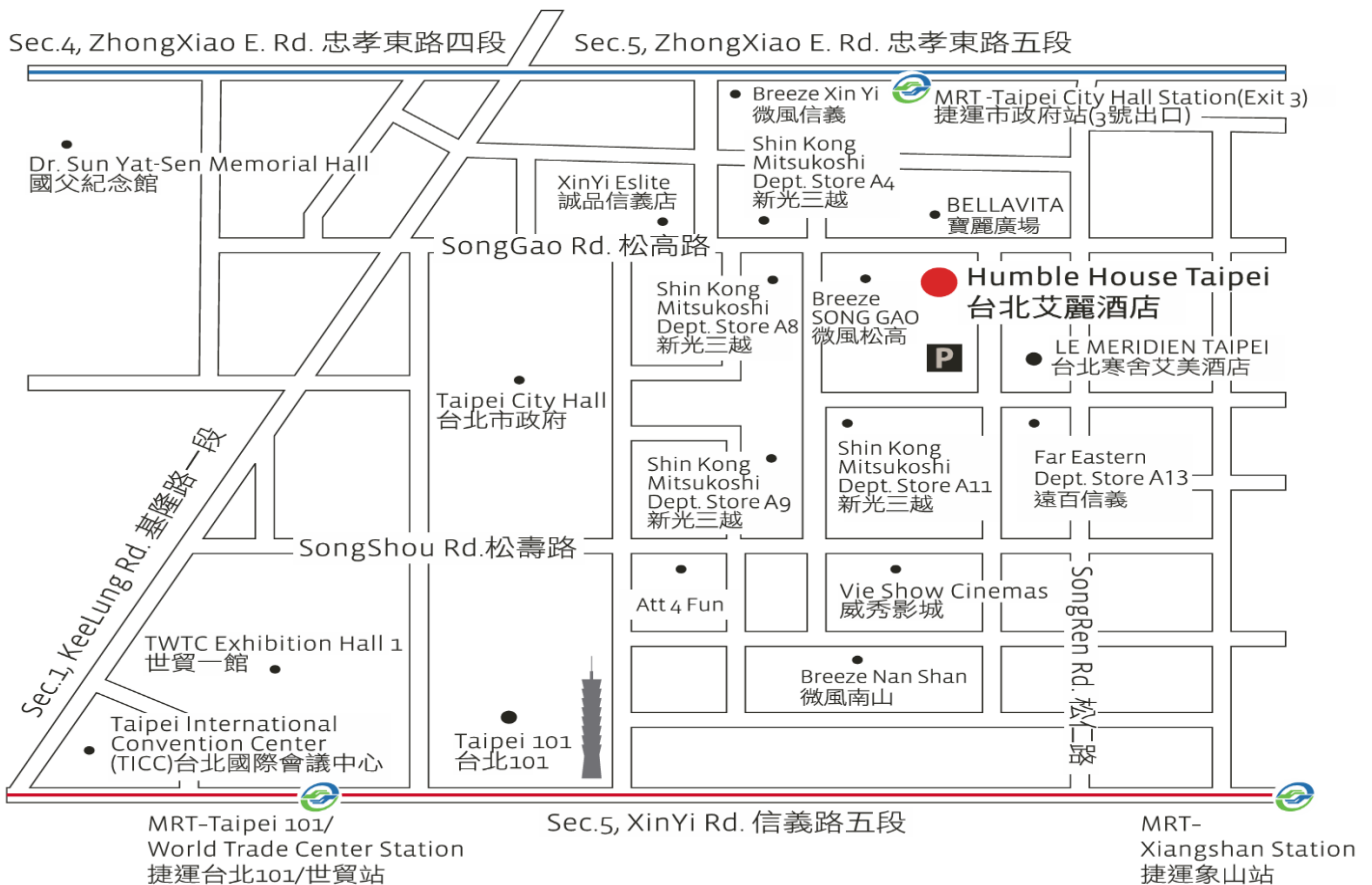 Sec.4, ZhongXiao E. Rd. 忠孝東路四段
Sec.5, ZhongXiao E. Rd. 忠孝東路五段
Breeze Xin Yi
微風信義
MRT -Taipei City Hall Station(Exit 3)
捷運市政府站(3號出口)
Dr. Sun Yat-Sen Memorial Hall
國父紀念館
Shin Kong
Mitsukoshi
Dept. Store A4
新光三越
XinYi Eslite
誠品信義店
BELLAVITA
寶麗廣場
SongGao Rd. 松高路
Shin Kong
Mitsukoshi
Dept. Store A8
新光三越
Breeze
SONG GAO
微風松高
Humble House Taipei
台北艾麗酒店
P
LE MERIDIEN TAIPEI
台北寒舍艾美酒店
Taipei City Hall
台北市政府
Sec.1, KeeLung Rd. 基隆路一段
Shin Kong
Mitsukoshi
Dept. Store A9
新光三越
Shin Kong
Mitsukoshi
Dept. Store A11
新光三越
Far Eastern
Dept. Store A13
遠百信義
SongShou Rd.松壽路
Att 4 Fun
Vie Show Cinemas
威秀影城
SongRen Rd. 松仁路
TWTC Exhibition Hall 1
世貿一館
Breeze Nan Shan
微風南山
Taipei International
Convention Center
(TICC)台北國際會議中心
Taipei 101
台北101
MRT-Taipei 101/
World Trade Center Station
捷運台北101/世貿站
Sec.5, XinYi Rd. 信義路五段
MRT-
Xiangshan Station
捷運象山站